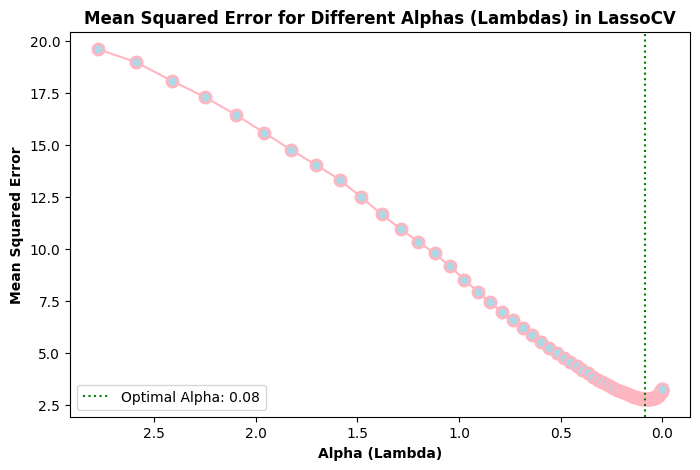 Mean Squared Error for Different Alphas (Lambdas) in LassoCV
20.0
17.5
15.0
12.5
10.0
7.5
5.0
2.5
Mean Squared Error
Optimal Alpha: 0.08
2.5 2.0 1.5 1.0 0.5 0.0
Alpha (Lambda)